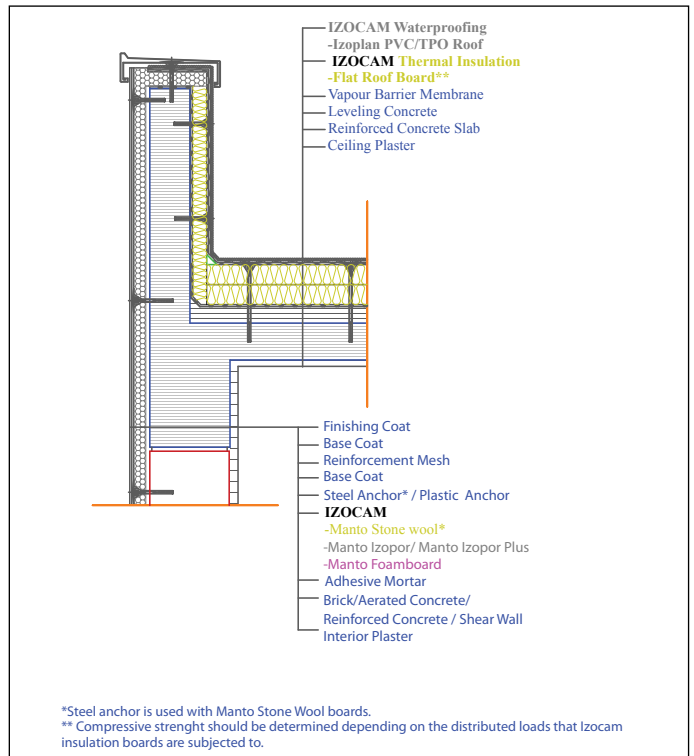 IZOCAM Waterproofing
-Izoplan PVC/TPO Roof
IZOCAM Thermal Insulation
-Flat Roof Board**
Vapour Barrier Membrane
Leveling Concrete
Reinforced Concrete Slab
Ceiling Plaster
Finishing Coat
Base Coat
Reinforcement Mesh
Base Coat
Steel Anchor* / Plastic Anchor
IZOCAM
-Manto Stone wool*
-Manto Izopor/ Manto Izopor Plus
-Manto Foamboard
Adhesive Mortar
Brick/Aerated Concrete/
Reinforced Concrete / Shear Wall
Interior Plaster
*Steel anchor is used with Manto Stone Wool boards.
** Compressive strenght should be determined depending on the distributed loads that Izocam
insulation boards are subjected to.